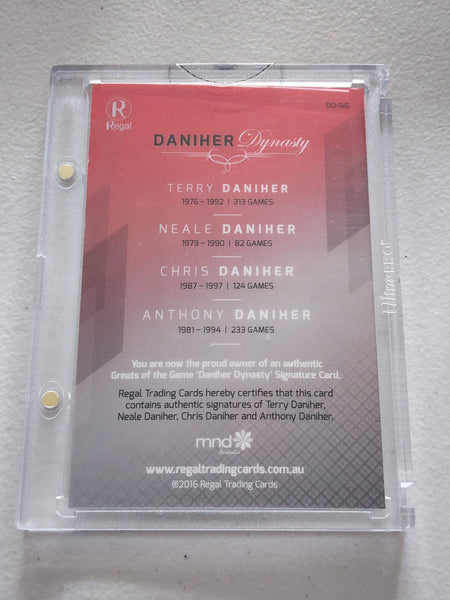 Regal
DD-SIG
DANIHER Dynasty
TERRY DANIHER
1976 - 1992 | 313 GAMES
NEALE DANIHER
1979 - 1990 | 82 GAMES
CHRIS DANIHER
1987 - 1997 | 124 GAMES
ANTHONY DANIHER
1981 - 1994 | 233 GAMES
You are now the proud owner of an authentic
Greats of the Game 'Daniher Dynasty' Signature Card.
Regal Trading Cards hereby certifies that this card
contains authentic signatures of Terry Daniher,
Neale Daniher, Chris Daniher and Anthony Daniher.
mnd
Australia
www.regaltradingcards.com.au
©2016 Regal Trading Cards